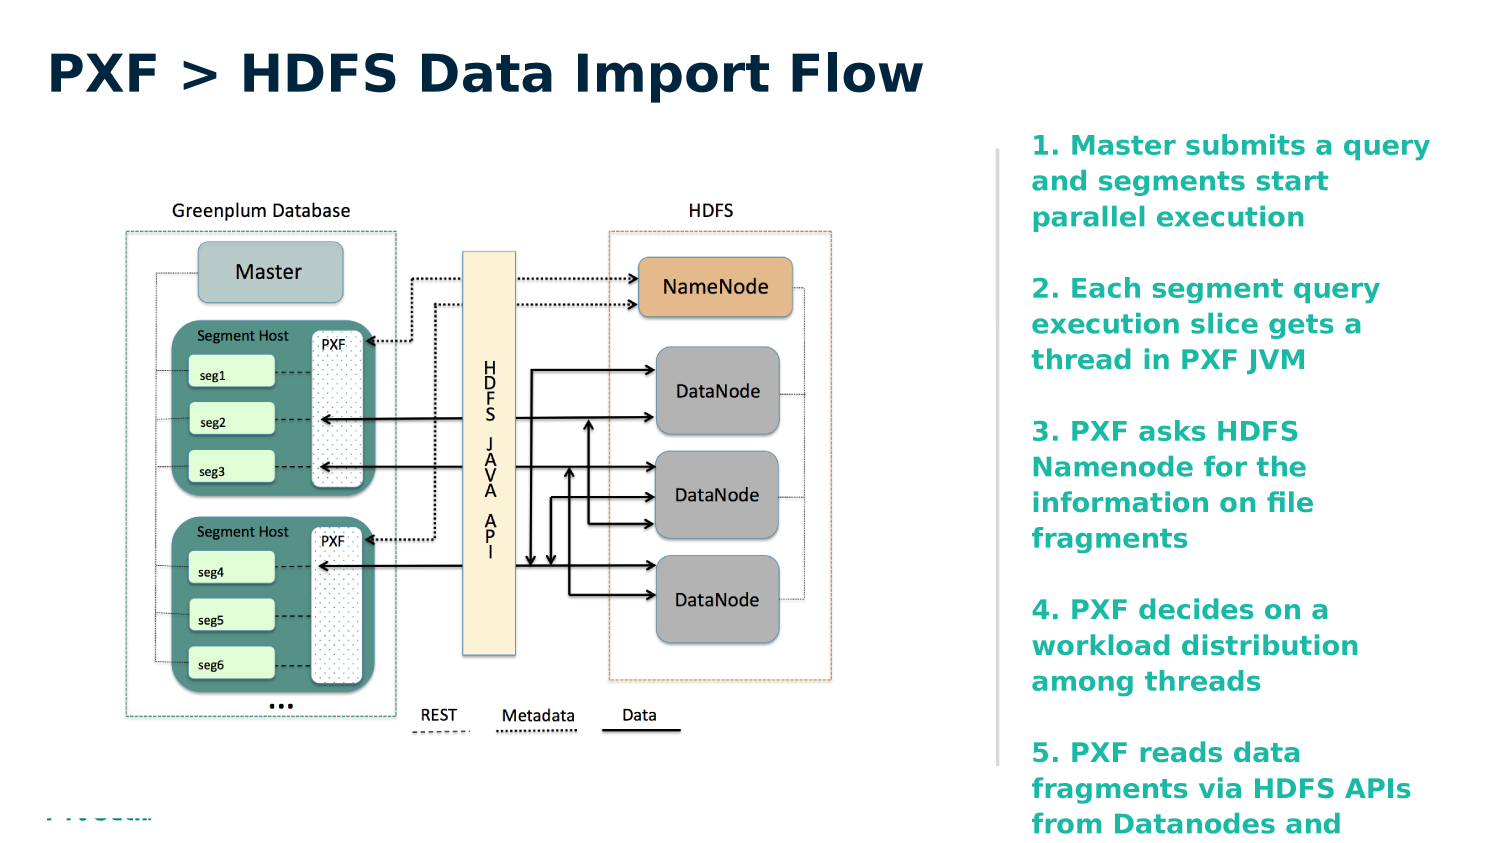 PXF > HDFS Data Import Flow
1. Master submits a query
and segments start
parallel execution
2. Each segment query
execution slice gets a
thread in PXF JVM
3. PXF asks HDFS
Namenode for the
information on file
fragments
4. PXF decides on a
workload distribution
among threads
5. PXF reads data
fragments via HDFS APIs
from Datanodes and
Greenplum Database
HDFS
Master
NameNode
Segment Host
PXF
seg1
seg2
seg3
HDFS JAVA API
DataNode
DataNode
DataNode
Segment Host
PXF
seg4
seg5
seg6
...
REST
Metadata
Data